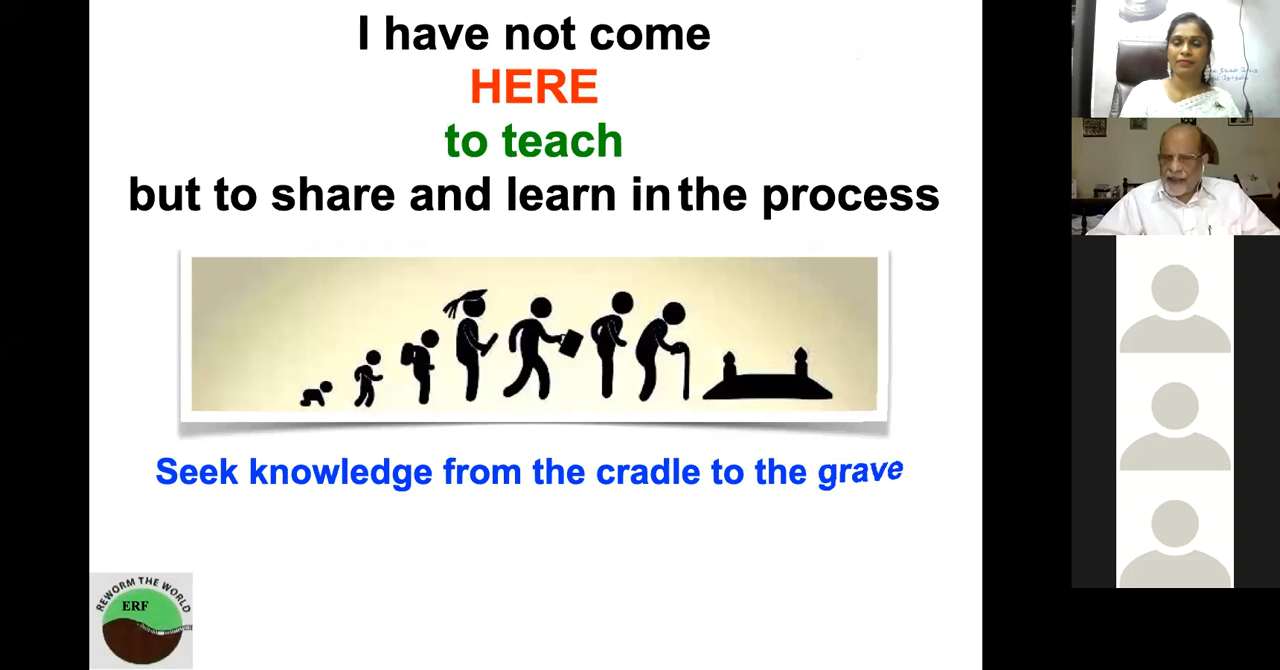 I have not come
HERE
to teach
but to share and learn in the process
Seek knowledge from the cradle to the grave
REWORM THE WORLD
ERF